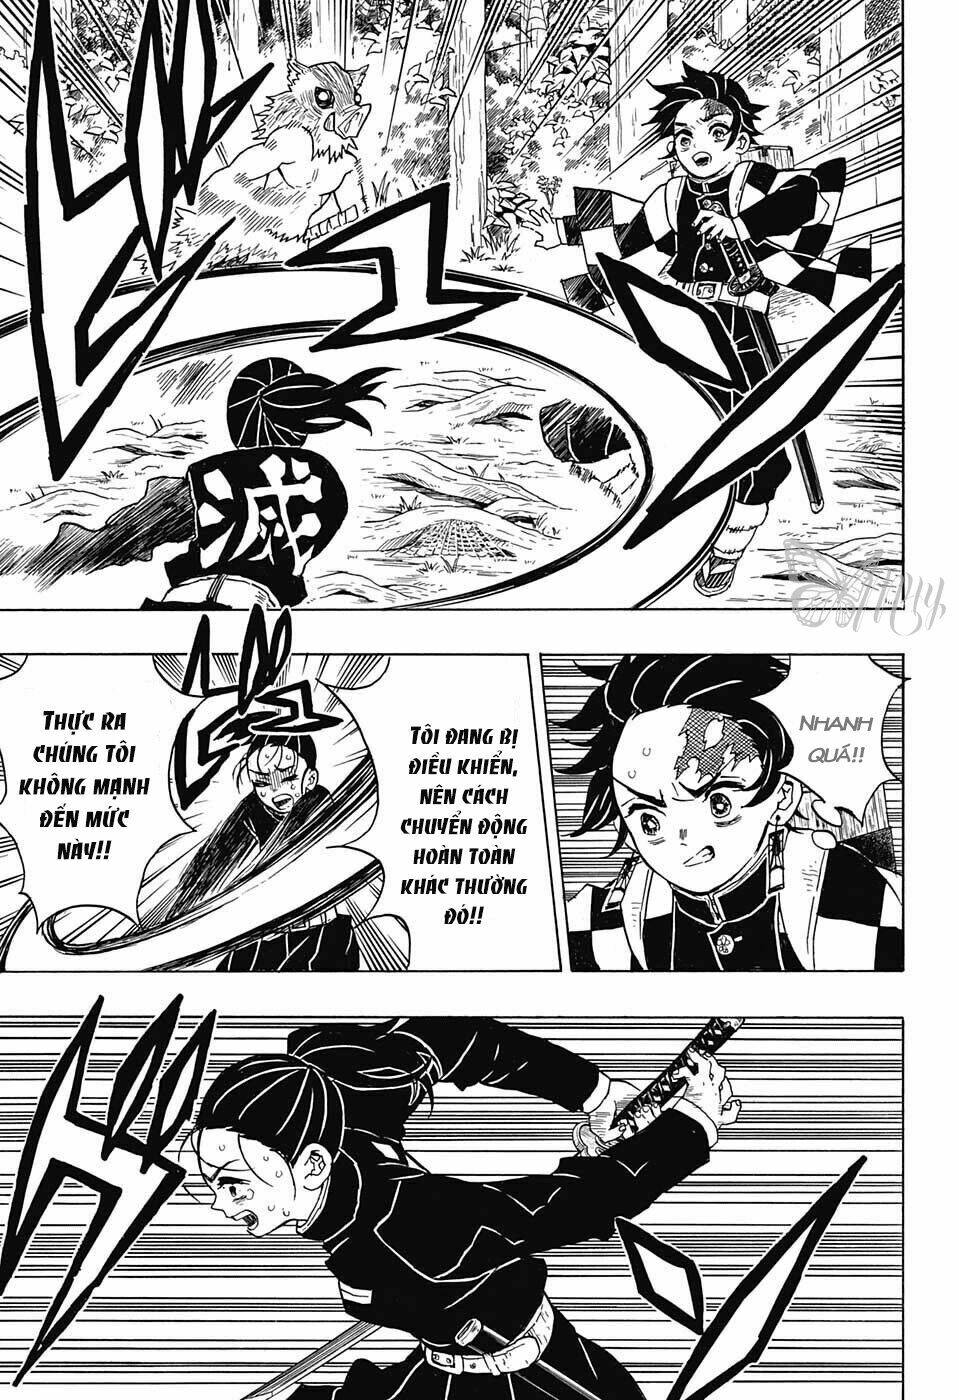 滅
NHANH
QUÁ!!
TÔI ĐANG BỊ
ĐIỀU KHIỂN,
NÊN CÁCH
CHUYỂN ĐỘNG
HOÀN TOÀN
KHÁC THƯỜNG
ĐÓ!!
THỰC RA
CHÚNG TÔI
KHÔNG MẠNH
ĐẾN MỨC
NÀY!!